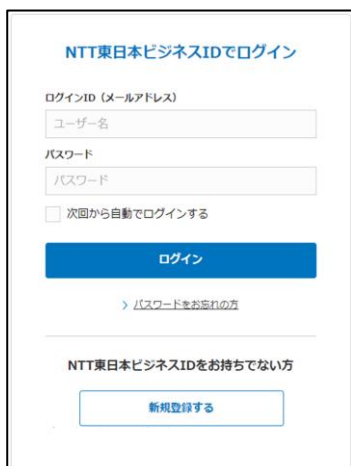 NTT東日本ビジネスIDでログイン
ログインID（メールアドレス）
ユーザー名
パスワード
パスワード
次回から自動でログインする
ログイン
› パスワードをお忘れの方
NTT東日本ビジネスIDをお持ちでない方
新規登録する